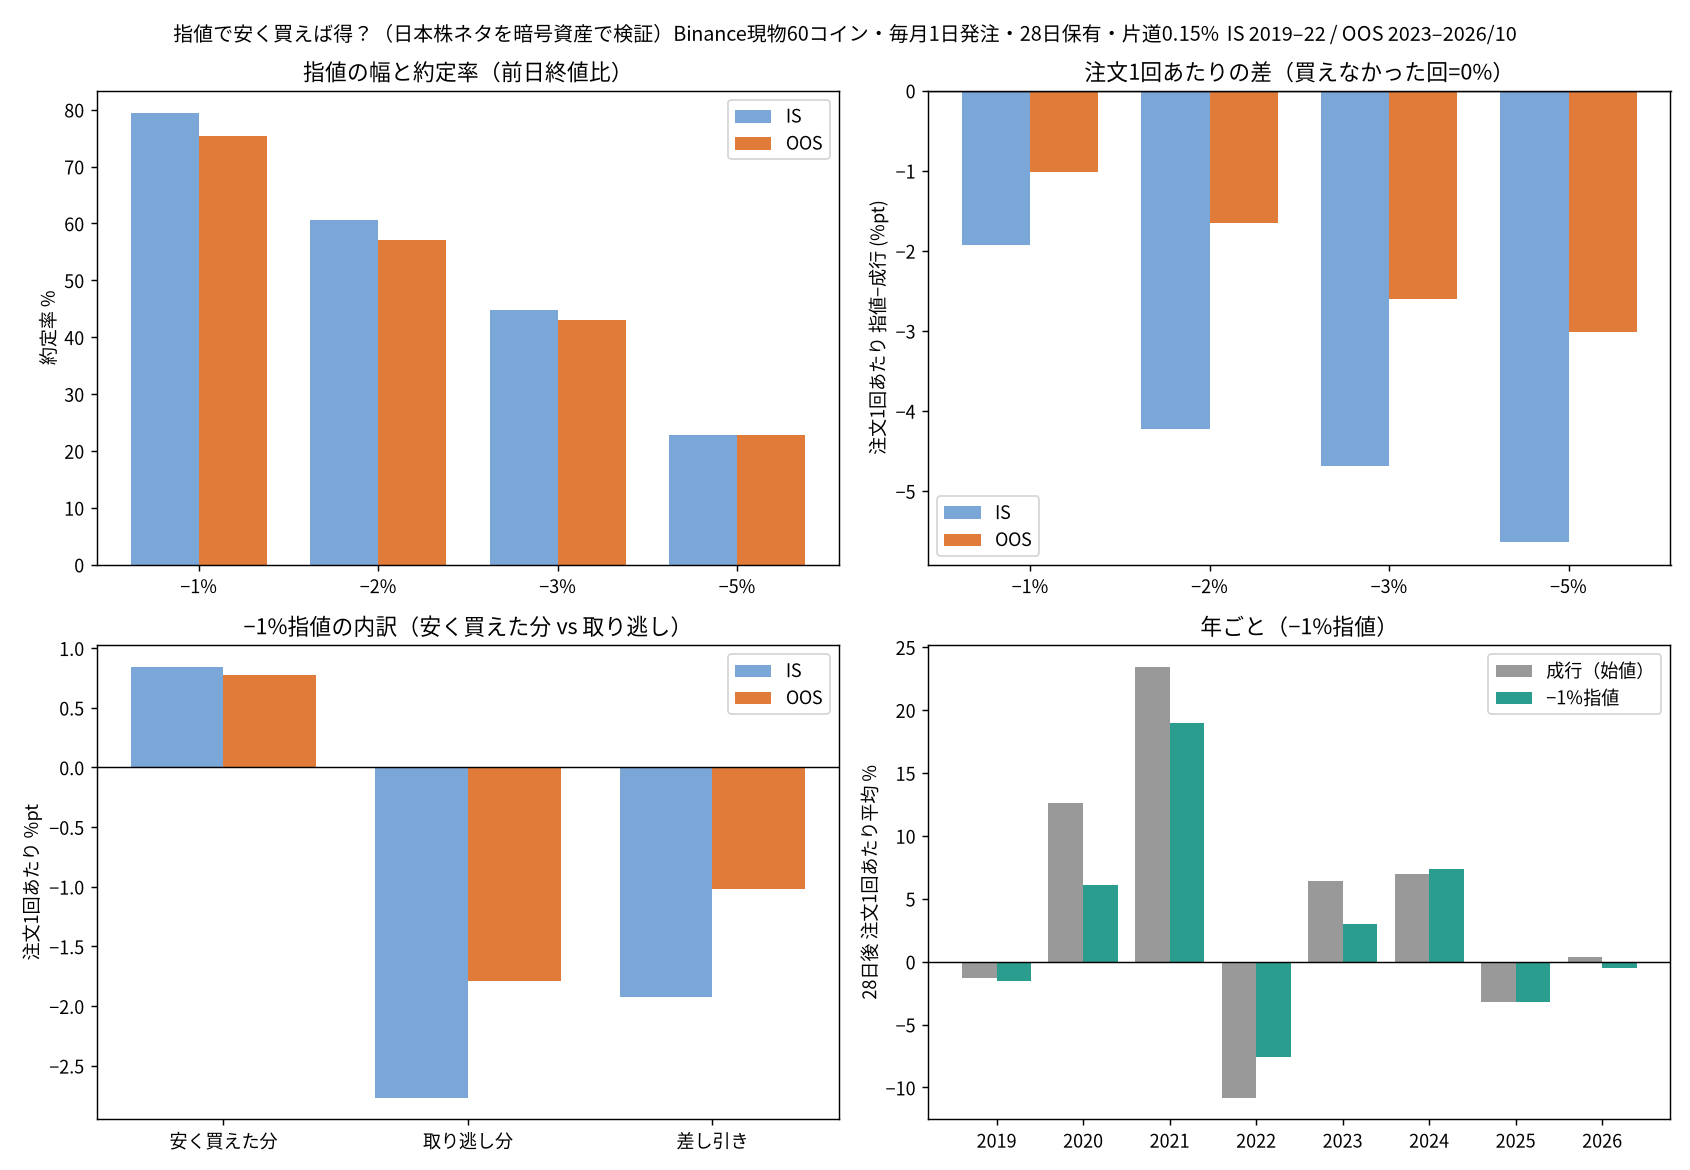 指値で安く買えば得？（日本株ネタを暗号資産で検証）Binance現物60コイン・毎月1日発注・28日保有・片道0.15% IS 2019–22 / OOS 2023–2026/10
指値の幅と約定率（前日終値比）
約定率 %
80
70
60
50
40
30
20
10
0
−1%
−2%
−3%
−5%
IS
OOS
注文1回あたりの差（買えなかった回=0%）
注文1回あたり 指値−成行 (%pt)
0
−1
−2
−3
−4
−5
−1%
−2%
−3%
−5%
IS
OOS
−1%指値の内訳（安く買えた分 vs 取り逃し）
注文1回あたり %pt
1.0
0.5
0.0
−0.5
−1.0
−1.5
−2.0
−2.5
安く買えた分
取り逃し分
差し引き
IS
OOS
年ごと（−1%指値）
28日後 注文1回あたり平均 %
25
20
15
10
5
0
−5
−10
2019
2020
2021
2022
2023
2024
2025
2026
成行（始値）
−1%指値